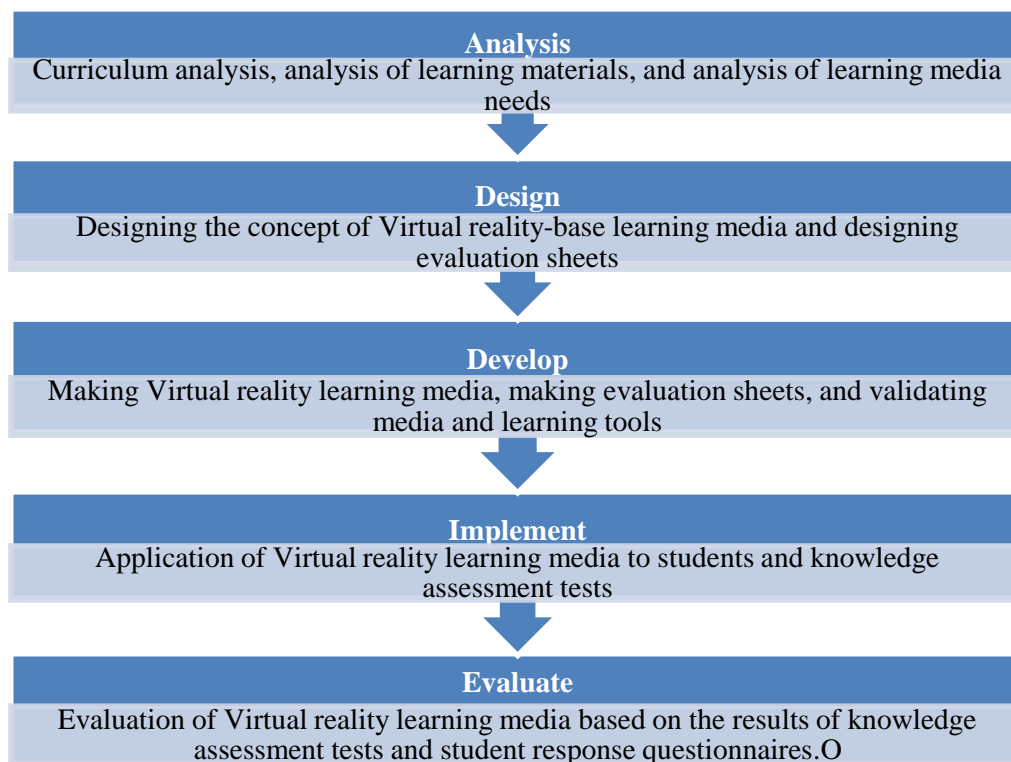 Analysis
Curriculum analysis, analysis of learning materials, and analysis of learning media
needs
Design
Designing the concept of Virtual reality-base learning media and designing
evaluation sheets
Develop
Making Virtual reality learning media, making evaluation sheets, and validating
media and learning tools
Implement
Application of Virtual reality learning media to students and knowledge
assessment tests
Evaluate
Evaluation of Virtual reality learning media based on the results of knowledge
assessment tests and student response questionnaires.O